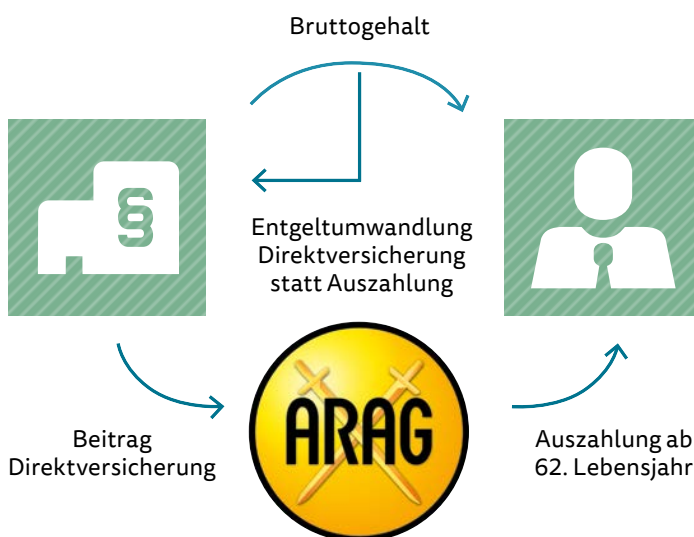 Bruttogehalt
§
Entgeltumwandlung
Direktversicherung
statt Auszahlung
ARAG
Beitrag
Direktversicherung
Auszahlung ab
62. Lebensjahr